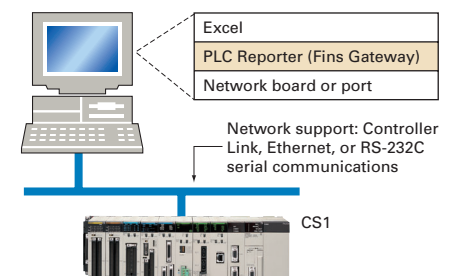 Excel
PLC Reporter (Fins Gateway)
Network board or port
Network support: Controller
Link, Ethernet, or RS-232C
serial communications
CS1